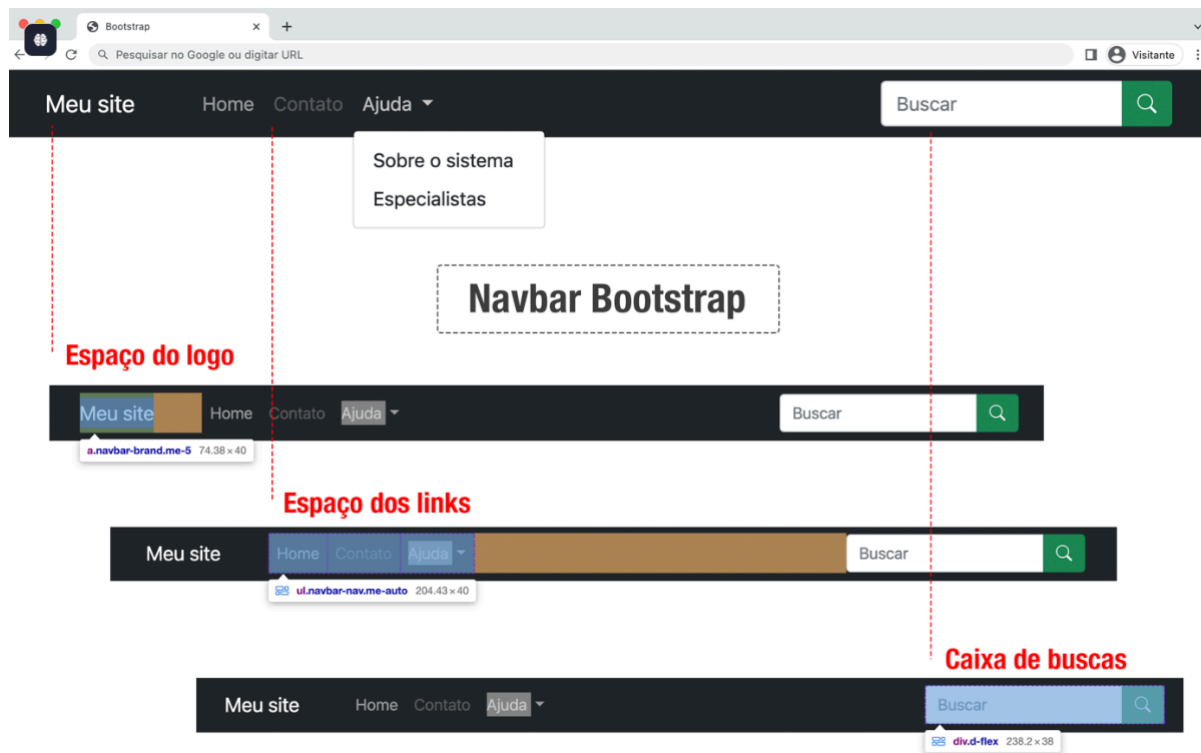 Bootstrap
Pesquisar no Google ou digitar URL
Visitante
Meu site Home Contato Ajuda Buscar
Sobre o sistema
Especialistas
Navbar Bootstrap
Espaço do logo
Meu site Home Contato Ajuda Buscar
a.navbar-brand.me-5 74.38 × 40
Espaço dos links
Meu site Home Contato Ajuda Buscar
ul.navbar-nav.me-auto 204.43 × 40
Caixa de buscas
Meu site Home Contato Ajuda Buscar
div.d-flex 238.2 × 38